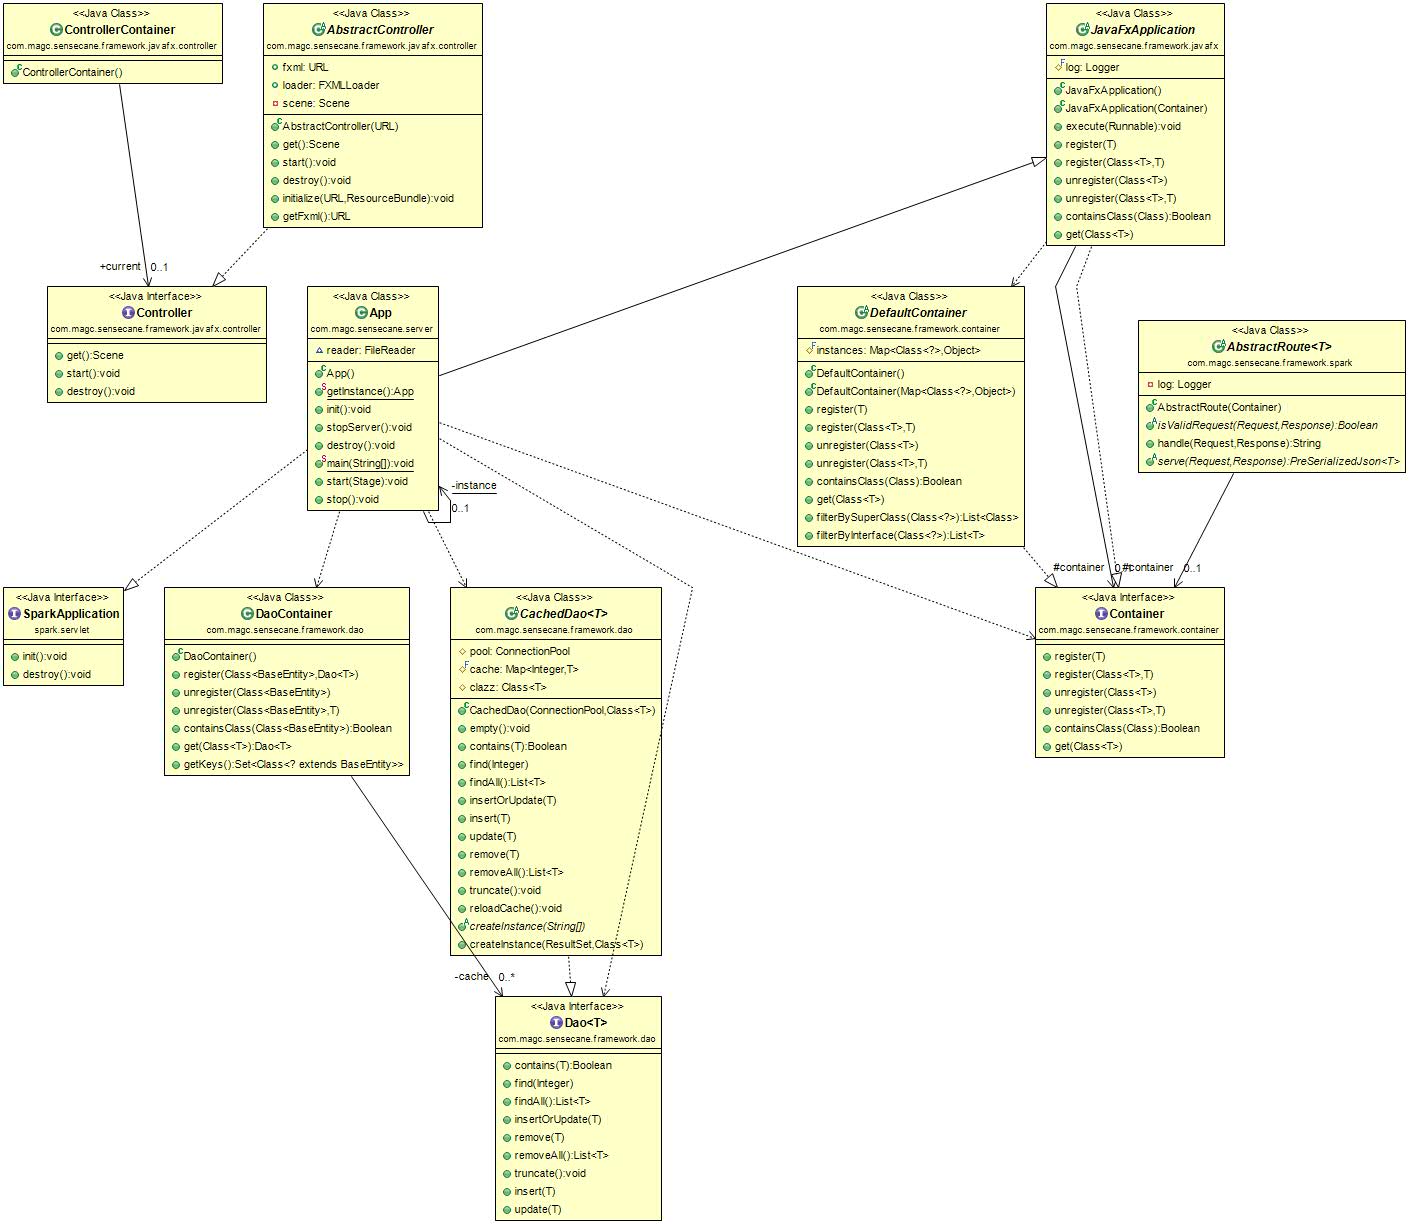 <<Java Class>>
ControllerContainer
com.magc.sensecane.framework.javafx.controller
ControllerContainer()
<<Java Class>>
AbstractController
com.magc.sensecane.framework.javafx.controller
fxml: URL
loader: FXMLLoader
scene: Scene
AbstractController(URL)
get():Scene
start():void
destroy():void
initialize(URL,ResourceBundle):void
getFxml():URL
<<Java Class>>
JavaFxApplication
com.magc.sensecane.framework.javafx
log: Logger
JavaFxApplication()
JavaFxApplication(Container)
execute(Runnable):void
register(T)
register(Class<T>,T)
unregister(Class<T>)
unregister(Class<T>,T)
containsClass(Class):Boolean
get(Class<T>)
+current 0..1
<<Java Interface>>
Controller
com.magc.sensecane.framework.javafx.controller
get():Scene
start():void
destroy():void
<<Java Class>>
App
com.magc.sensecane.server
reader: FileReader
App()
getInstance():App
init():void
stopServer():void
destroy():void
main(String[]):void
start(Stage):void
stop():void
-instance
0..1
<<Java Class>>
DefaultContainer
com.magc.sensecane.framework.container
instances: Map<Class<?>,Object>
DefaultContainer()
DefaultContainer(Map<Class<?>,Object>)
register(T)
register(Class<T>,T)
unregister(Class<T>)
unregister(Class<T>,T)
containsClass(Class):Boolean
get(Class<T>)
filterBySuperClass(Class<?>):List<Class>
filterByInterface(Class<?>):List<T>
<<Java Class>>
AbstractRoute<T>
com.magc.sensecane.framework.spark
log: Logger
AbstractRoute(Container)
isValidRequest(Request,Response):Boolean
handle(Request,Response):String
serve(Request,Response):PreSerializedJson<T>
#container
#container 0..1
<<Java Interface>>
SparkApplication
spark.servlet
init():void
destroy():void
<<Java Class>>
DaoContainer
com.magc.sensecane.framework.dao
DaoContainer()
register(Class<BaseEntity>,Dao<T>)
unregister(Class<BaseEntity>)
unregister(Class<BaseEntity>,T)
containsClass(Class<BaseEntity>):Boolean
get(Class<T>):Dao<T>
getKeys():Set<Class<? extends BaseEntity>>
<<Java Class>>
CachedDao<T>
com.magc.sensecane.framework.dao
pool: ConnectionPool
cache: Map<Integer,T>
clazz: Class<T>
CachedDao(ConnectionPool,Class<T>)
empty():void
contains(T):Boolean
find(Integer)
findAll():List<T>
insertOrUpdate(T)
insert(T)
update(T)
remove(T)
removeAll():List<T>
truncate():void
reloadCache():void
createInstance(String[])
createInstance(ResultSet,Class<T>)
<<Java Interface>>
Container
com.magc.sensecane.framework.container
register(T)
register(Class<T>,T)
unregister(Class<T>)
unregister(Class<T>,T)
containsClass(Class):Boolean
get(Class<T>)
-cache 0..*
<<Java Interface>>
Dao<T>
com.magc.sensecane.framework.dao
contains(T):Boolean
find(Integer)
findAll():List<T>
insertOrUpdate(T)
remove(T)
removeAll():List<T>
truncate():void
insert(T)
update(T)